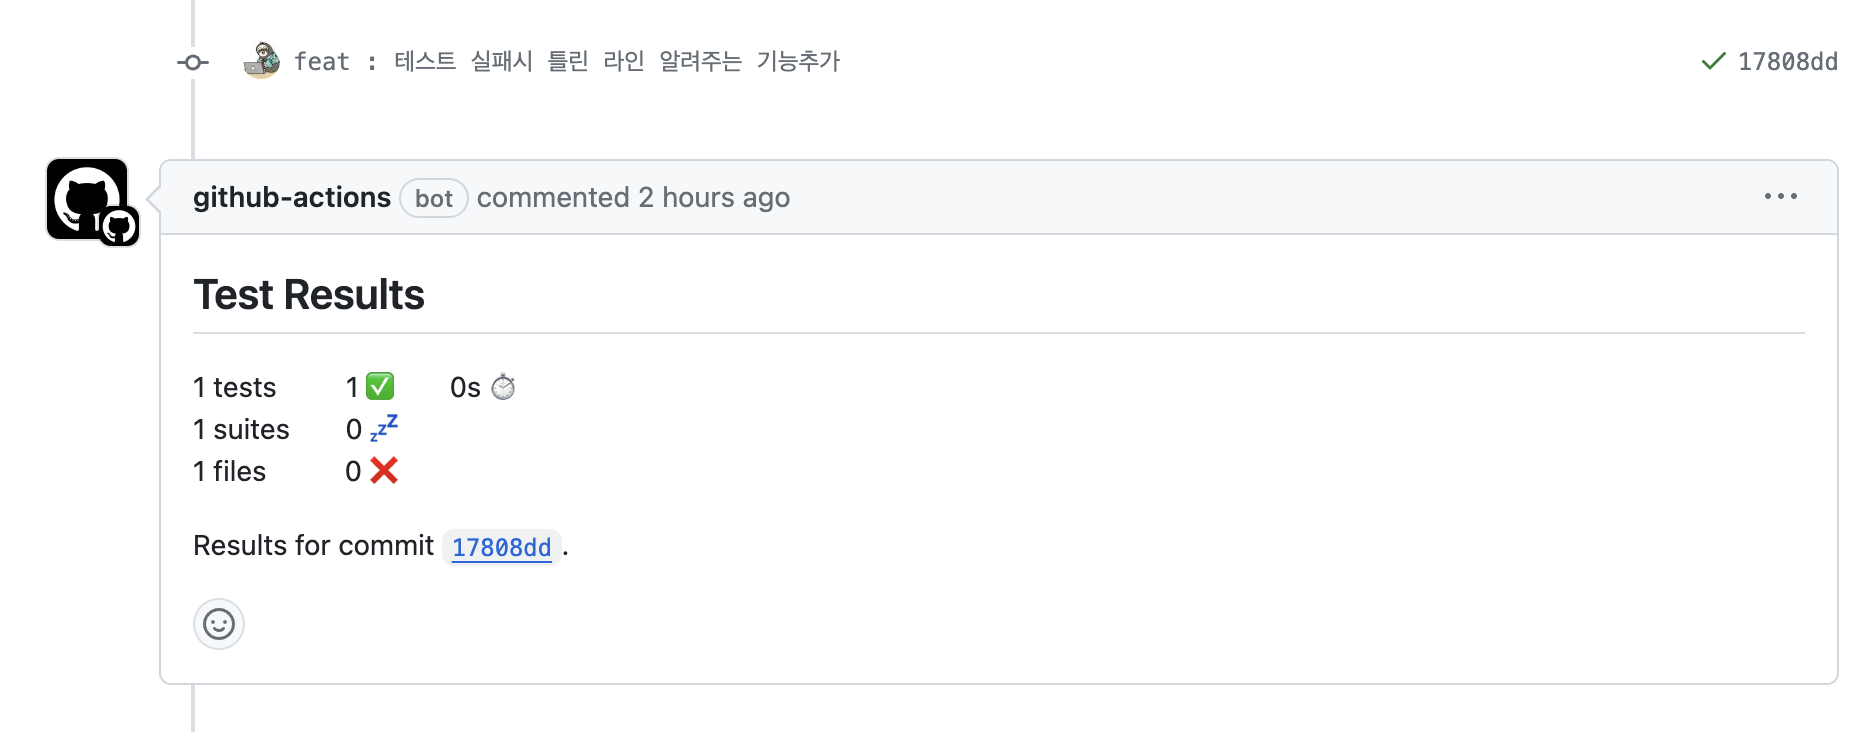 feat : 테스트 실패시 틀린 라인 알려주는 기능추가 17808dd
github-actions bot commented 2 hours ago
Test Results
1 tests 1 ✅ 0s ⏱
1 suites 0 💤
1 files 0 ❌
Results for commit 17808dd.